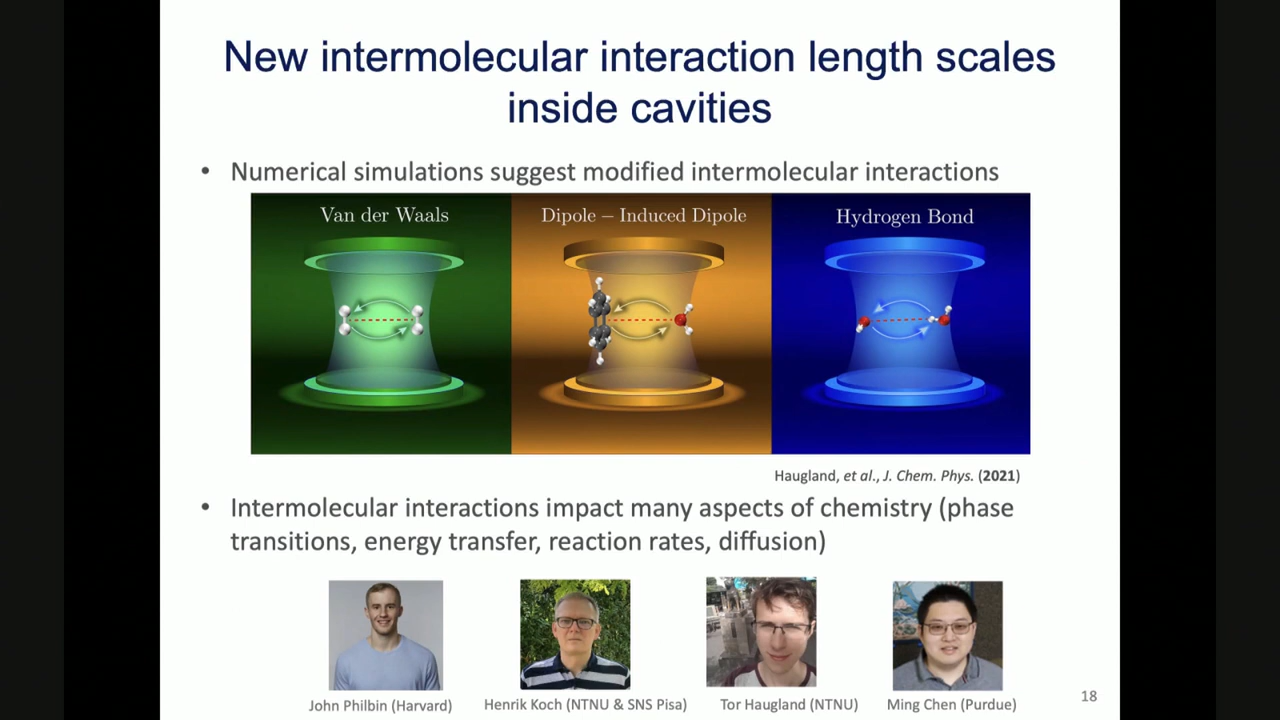 New intermolecular interaction length scales
inside cavities
• Numerical simulations suggest modified intermolecular interactions
Van der Waals
Dipole – Induced Dipole
Hydrogen Bond
Haugland, et al., J. Chem. Phys. (2021)
• Intermolecular interactions impact many aspects of chemistry (phase
transitions, energy transfer, reaction rates, diffusion)
John Philbin (Harvard)
Henrik Koch (NTNU & SNS Pisa)
Tor Haugland (NTNU)
Ming Chen (Purdue)
18